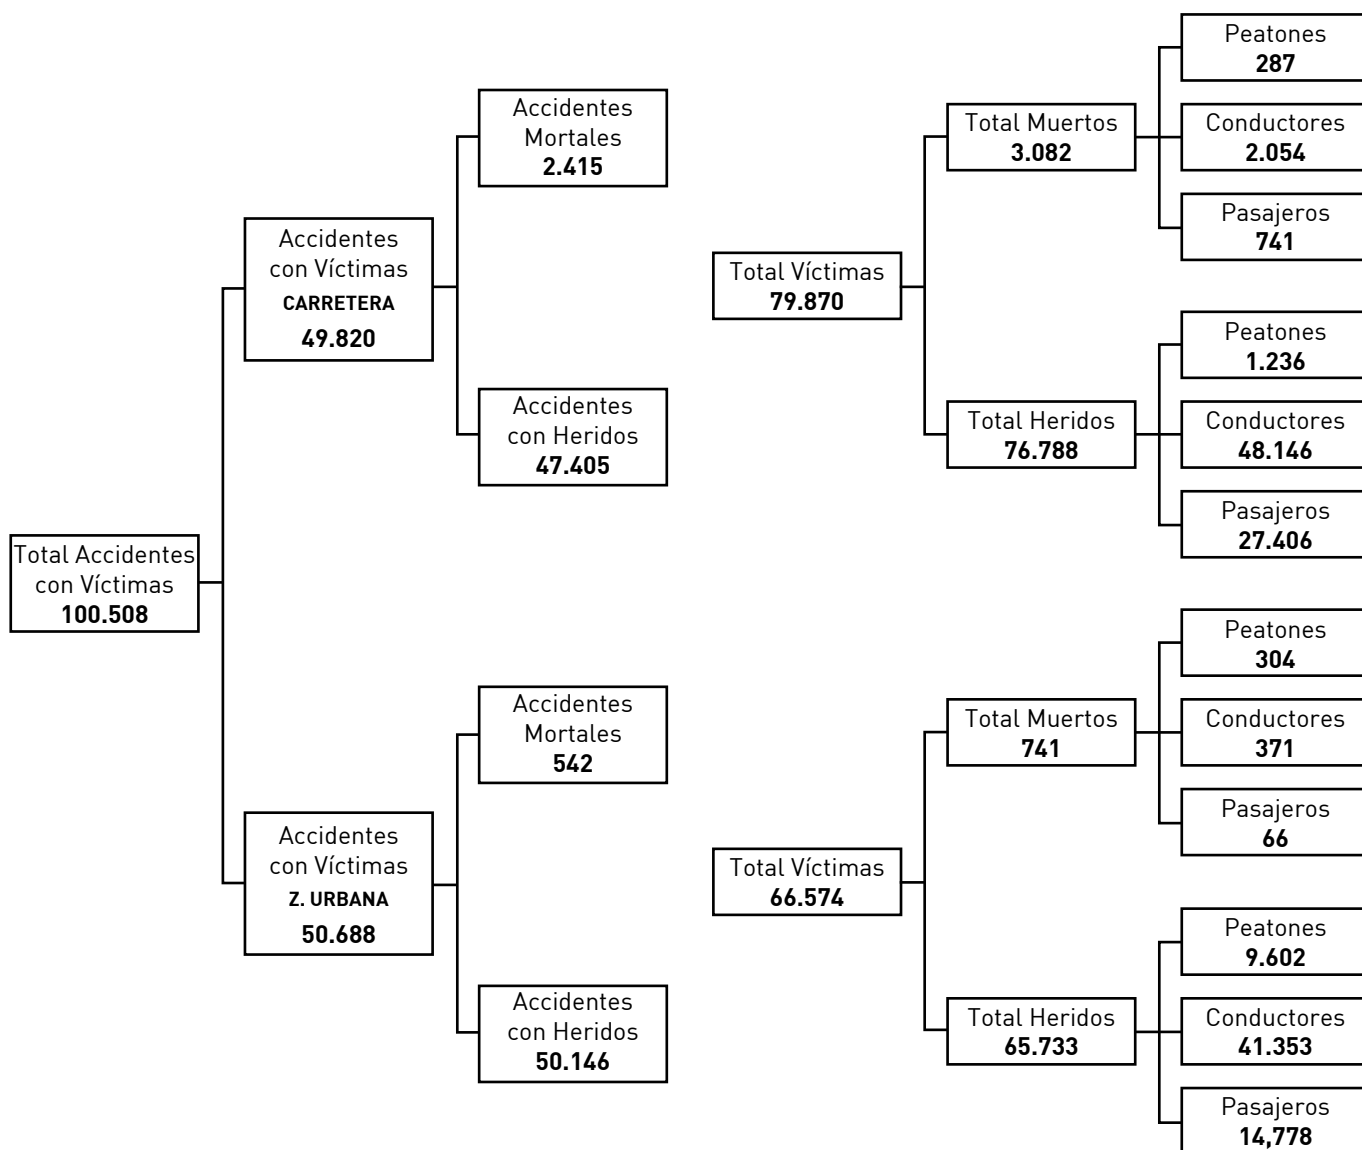 Total Accidentes
con Víctimas
100.508
Accidentes
con Víctimas
CARRETERA
49.820
Accidentes
Mortales
2.415
Accidentes
con Heridos
47.405
Total Víctimas
79.870
Total Muertos
3.082
Peatones
287
Conductores
2.054
Pasajeros
741
Total Heridos
76.788
Peatones
1.236
Conductores
48.146
Pasajeros
27.406
Accidentes
con Víctimas
Z. URBANA
50.688
Accidentes
Mortales
542
Accidentes
con Heridos
50.146
Total Víctimas
66.574
Total Muertos
741
Peatones
304
Conductores
371
Pasajeros
66
Total Heridos
65.733
Peatones
9.602
Conductores
41.353
Pasajeros
14,778